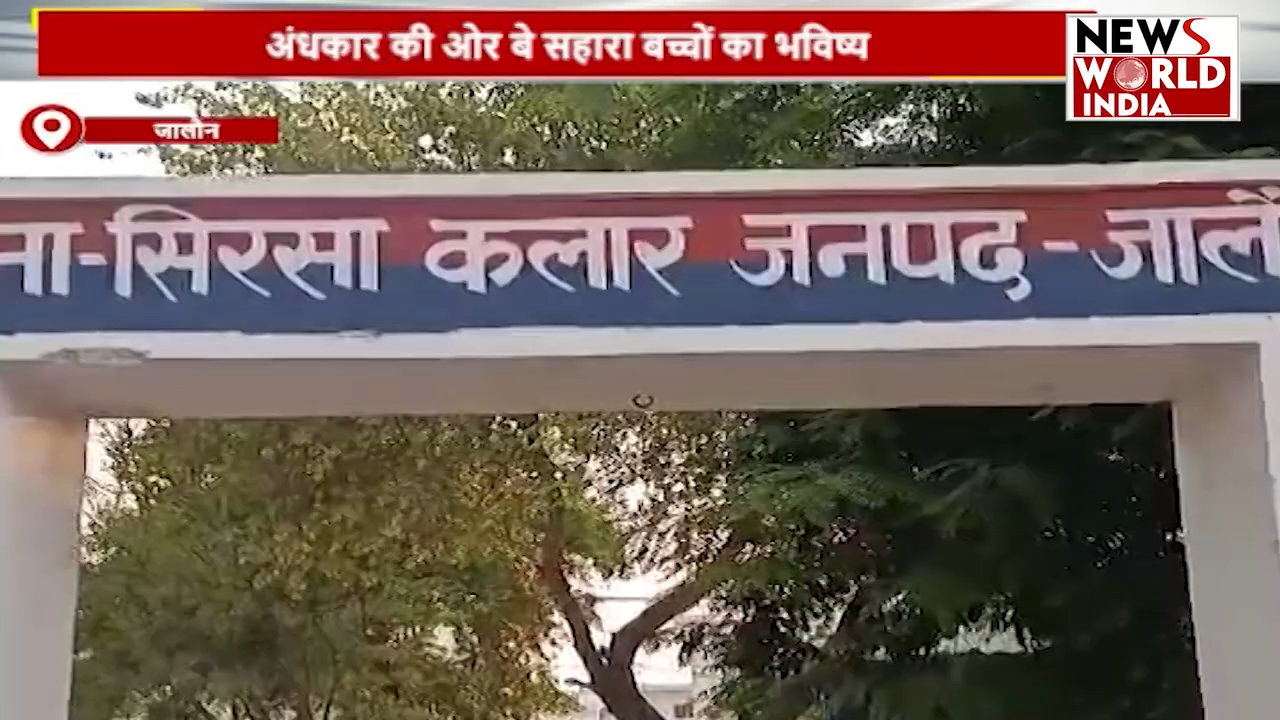 अंधकार की ओर बे सहारा बच्चों का भविष्य
NEWS
WORLD
INDIA
जालौन
ना-सिरसा कलार जनपद-जालौ